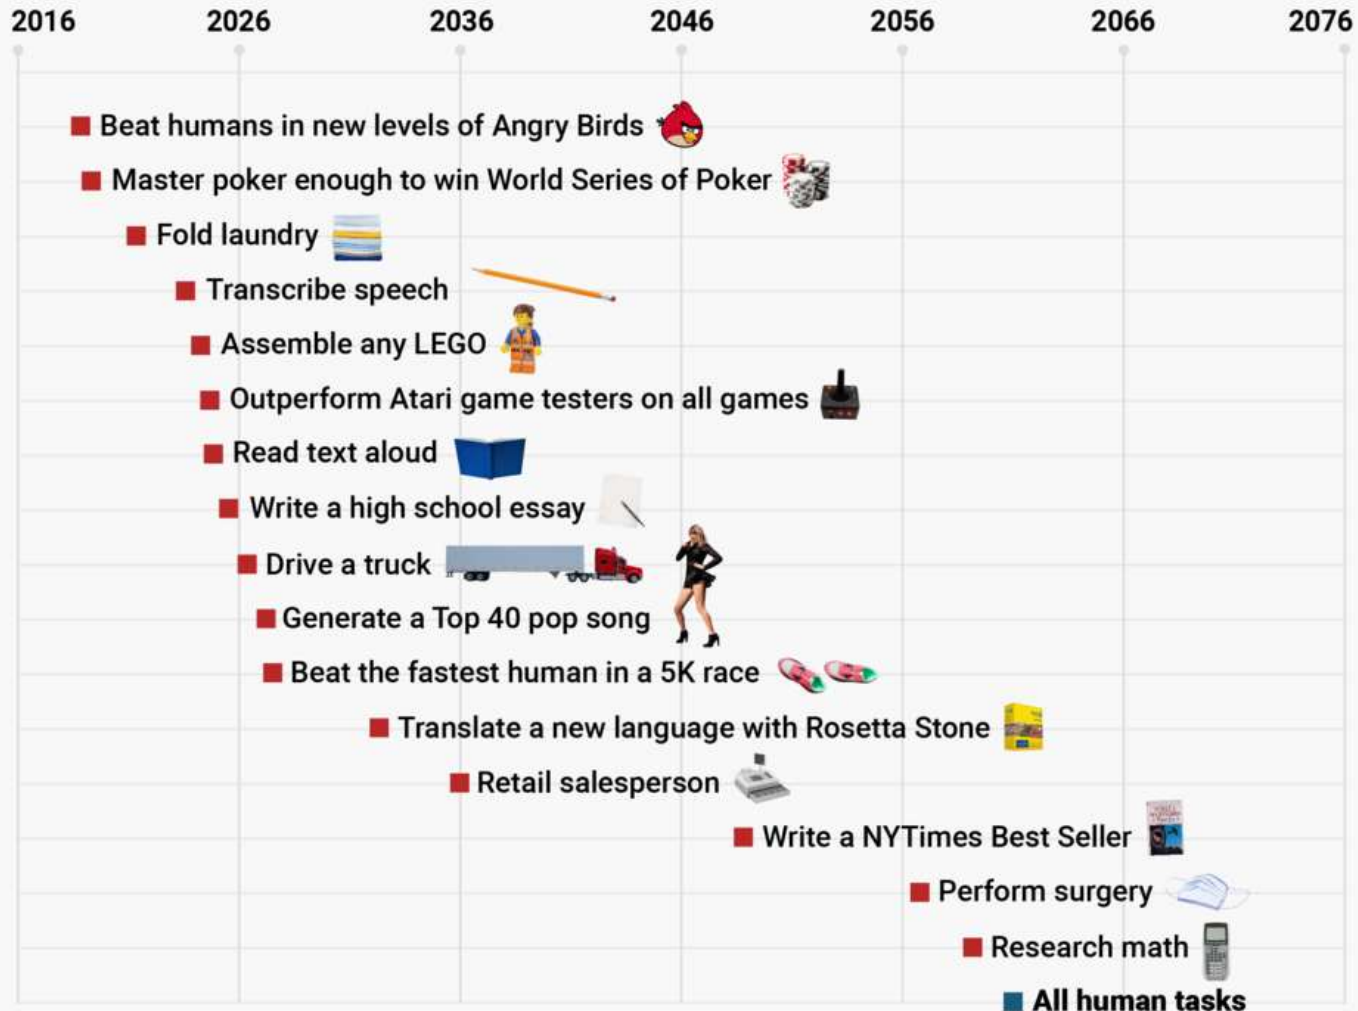 2016 2026 2036 2046 2056 2066 2076
Beat humans in new levels of Angry Birds
Master poker enough to win World Series of Poker
Fold laundry
Transcribe speech
Assemble any LEGO
Outperform Atari game testers on all games
Read text aloud
Write a high school essay
Drive a truck
Generate a Top 40 pop song
Beat the fastest human in a 5K race
Translate a new language with Rosetta Stone
Retail salesperson
Write a NYTimes Best Seller
Perform surgery
Research math
All human tasks